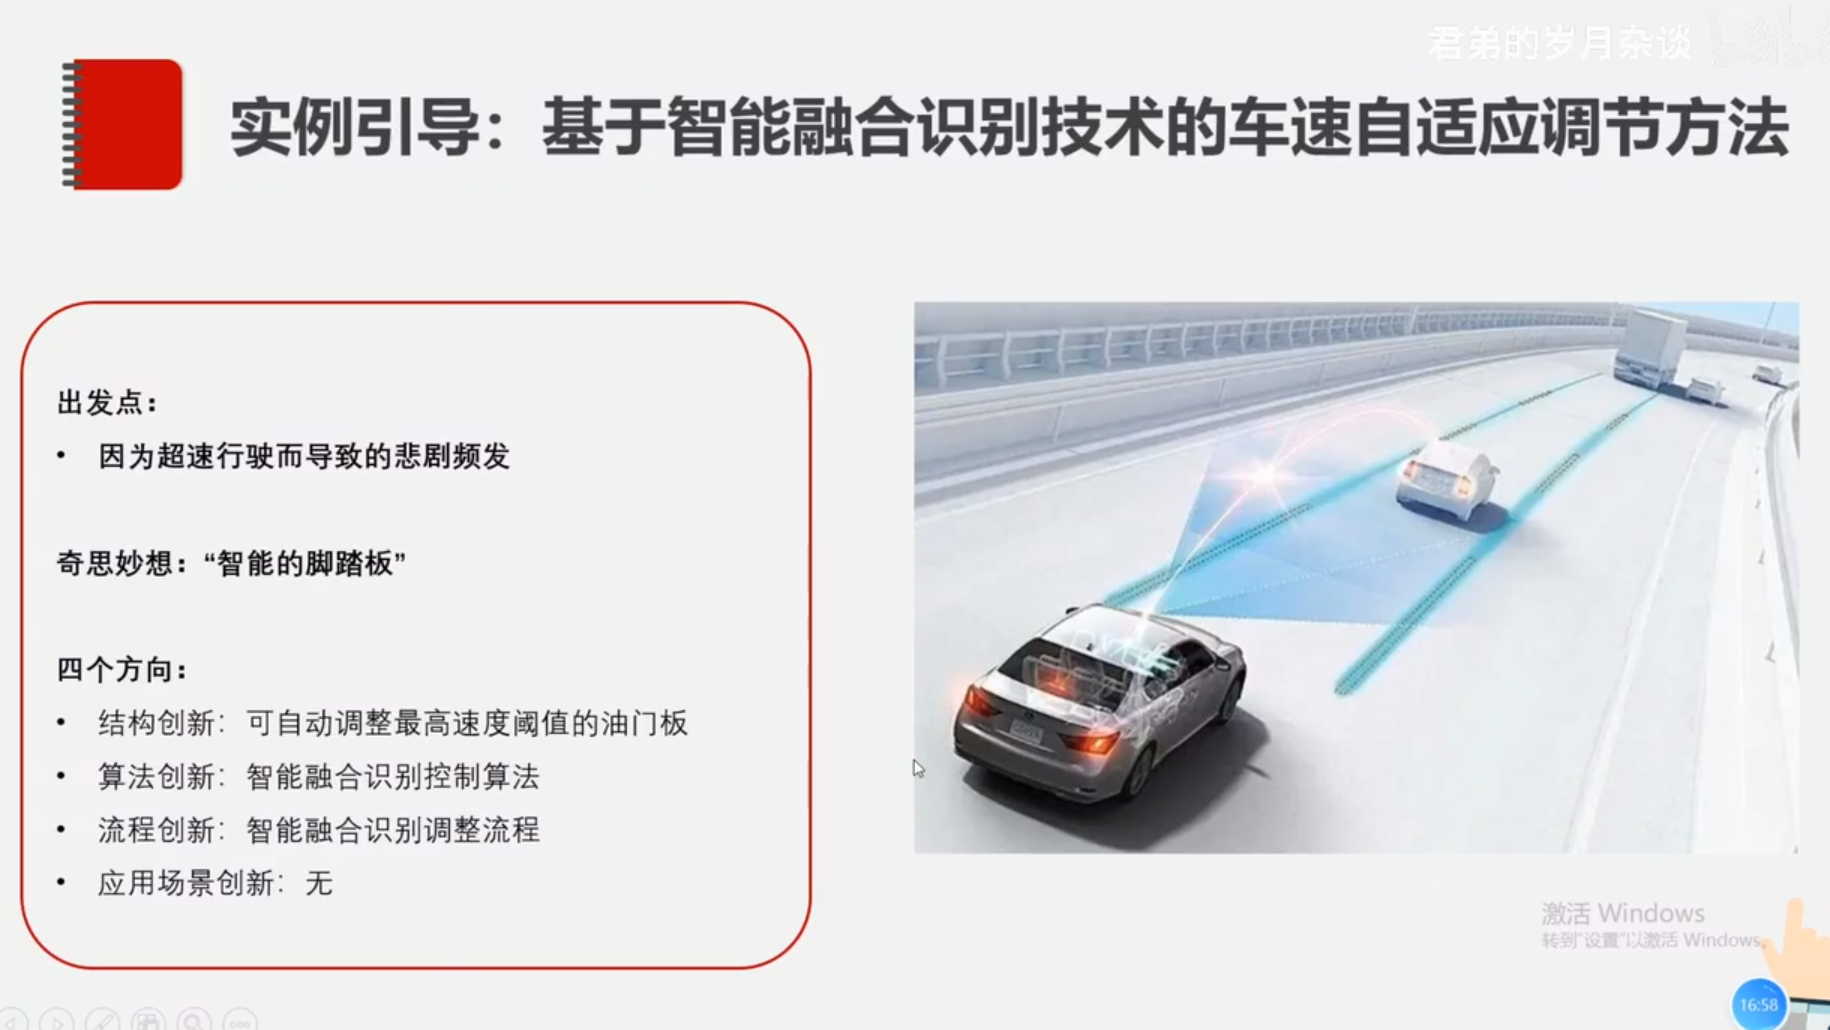 君弟的岁月杂谈
实例引导：基于智能融合识别技术的车速自适应调节方法
出发点：
• 因为超速行驶而导致的悲剧频发
奇思妙想：“智能的脚踏板”
四个方向：
• 结构创新：可自动调整最高速度阈值的油门板
• 算法创新：智能融合识别控制算法
• 流程创新：智能融合识别调整流程
• 应用场景创新：无
激活 Windows
转到“设置”以激活 Windows。
16:58